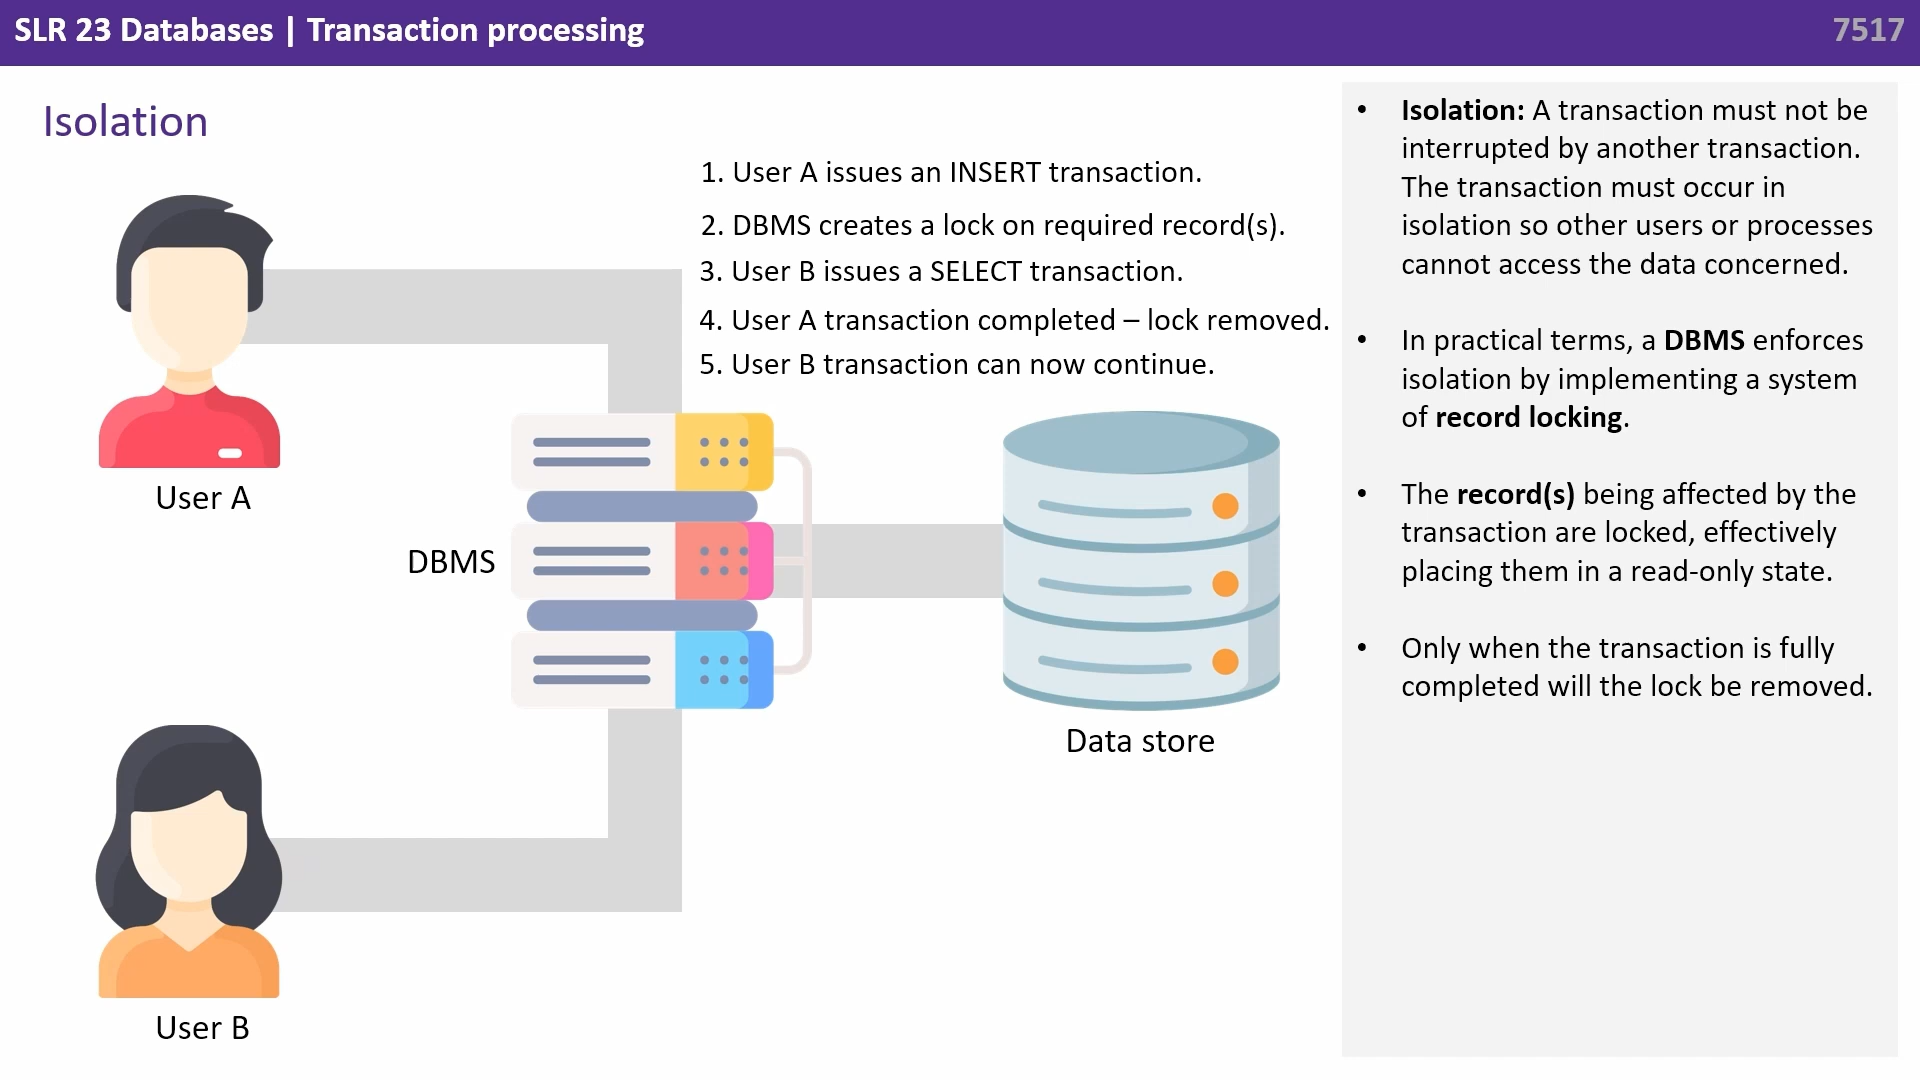 SLR 23 Databases | Transaction processing
7517
Isolation
1. User A issues an INSERT transaction.
2. DBMS creates a lock on required record(s).
3. User B issues a SELECT transaction.
4. User A transaction completed – lock removed.
5. User B transaction can now continue.
User A
DBMS
Data store
User B
• Isolation: A transaction must not be
interrupted by another transaction.
The transaction must occur in
isolation so other users or processes
cannot access the data concerned.
• In practical terms, a DBMS enforces
isolation by implementing a system
of record locking.
• The record(s) being affected by the
transaction are locked, effectively
placing them in a read-only state.
• Only when the transaction is fully
completed will the lock be removed.